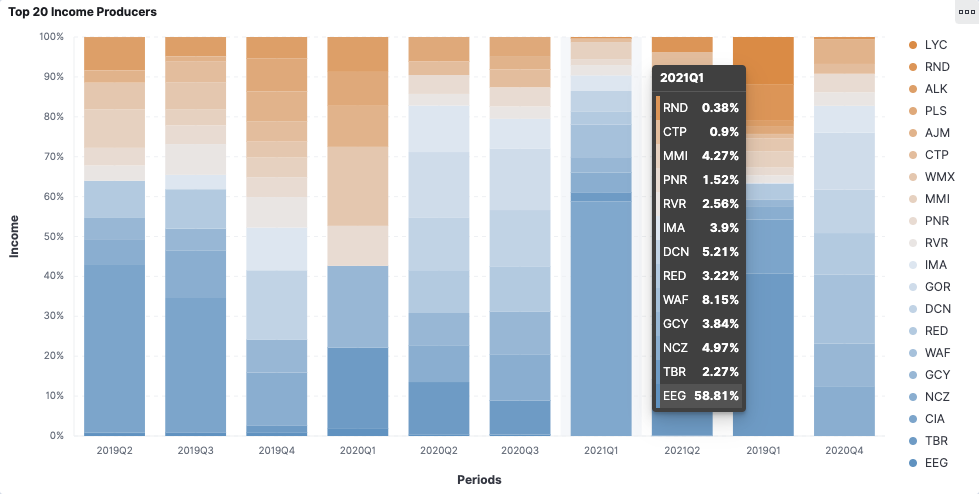 Top 20 Income Producers
100%
90%
80%
70%
60%
50%
40%
30%
20%
10%
0%
Income
2019Q2 2019Q3 2019Q4 2020Q1 2020Q2 2020Q3 2021Q1 2021Q2 2019Q1 2020Q4
Periods
2021Q1
RND 0.38%
CTP 0.9%
MMI 4.27%
PNR 1.52%
RVR 2.56%
IMA 3.9%
DCN 5.21%
RED 3.22%
WAF 8.15%
GCY 3.84%
NCZ 4.97%
TBR 2.27%
EEG 58.81%
LYC
RND
ALK
PLS
AJM
CTP
WMX
MMI
PNR
RVR
IMA
GOR
DCN
RED
WAF
GCY
NCZ
CIA
TBR
EEG